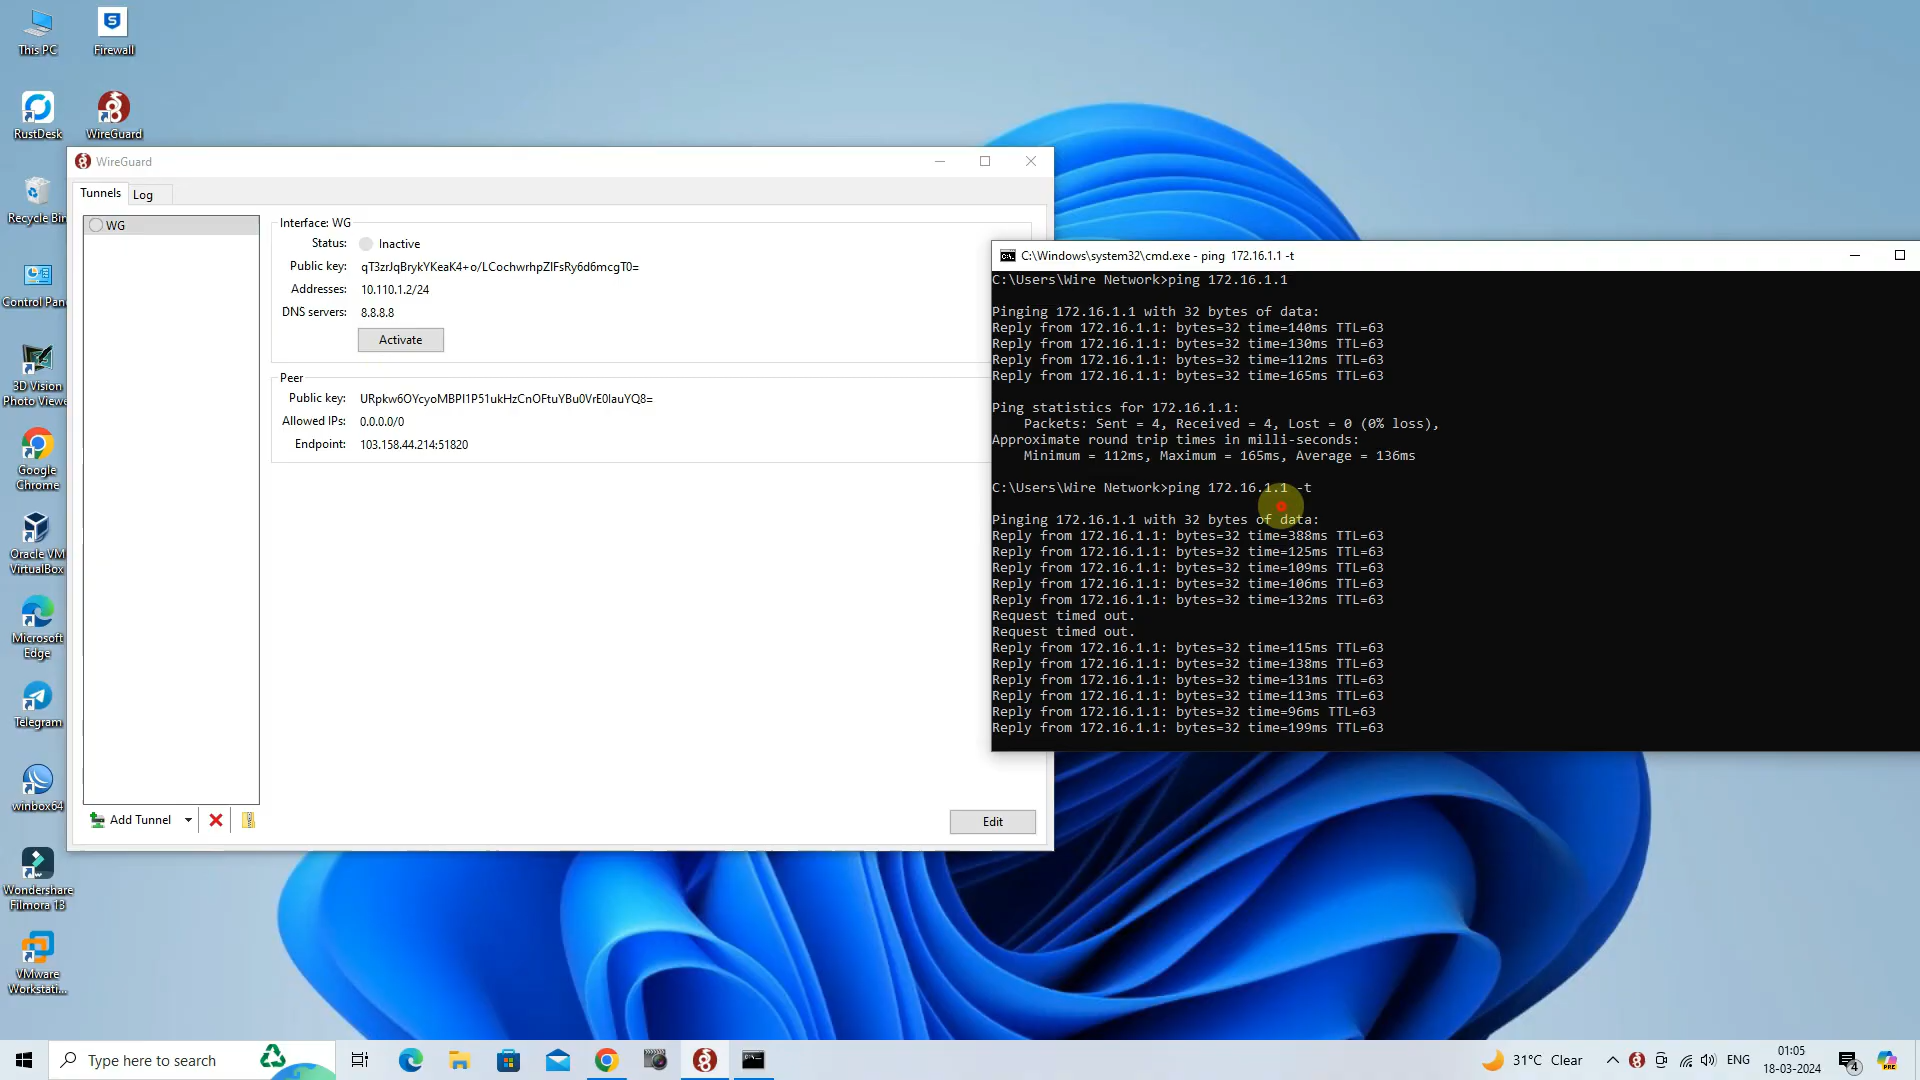 This PC
Firewall
RustDesk
WireGuard
Recycle Bin
Control Pane
3D Vision
Photo Viewe
Google
Chrome
Oracle VM
VirtualBox
Microsoft
Edge
Telegram
winbox64
Wondershare
Filmora 13
VMware
Workstati...
WireGuard
Tunnels
Log
WG
Interface: WG
Status: Inactive
Public key: qT3zrJqBrykYKeaK4+o/LCochwrhpZIFsRy6d6mcgT0=
Addresses: 10.110.1.2/24
DNS servers: 8.8.8.8
Activate
Peer
Public key: URpkw6OYcyoMBPI1P51ukHzCnOFtuYBu0VrE0IauYQ8=
Allowed IPs: 0.0.0.0/0
Endpoint: 103.158.44.214:51820
Add Tunnel
Edit
C:\Windows\system32\cmd.exe - ping 172.16.1.1 -t
C:\Users\Wire Network>ping 172.16.1.1
Pinging 172.16.1.1 with 32 bytes of data:
Reply from 172.16.1.1: bytes=32 time=140ms TTL=63
Reply from 172.16.1.1: bytes=32 time=130ms TTL=63
Reply from 172.16.1.1: bytes=32 time=112ms TTL=63
Reply from 172.16.1.1: bytes=32 time=165ms TTL=63
Ping statistics for 172.16.1.1:
Packets: Sent = 4, Received = 4, Lost = 0 (0% loss),
Approximate round trip times in milli-seconds:
Minimum = 112ms, Maximum = 165ms, Average = 136ms
C:\Users\Wire Network>ping 172.16.1.1 -t
Pinging 172.16.1.1 with 32 bytes of data:
Reply from 172.16.1.1: bytes=32 time=388ms TTL=63
Reply from 172.16.1.1: bytes=32 time=125ms TTL=63
Reply from 172.16.1.1: bytes=32 time=109ms TTL=63
Reply from 172.16.1.1: bytes=32 time=106ms TTL=63
Reply from 172.16.1.1: bytes=32 time=132ms TTL=63
Request timed out.
Request timed out.
Reply from 172.16.1.1: bytes=32 time=115ms TTL=63
Reply from 172.16.1.1: bytes=32 time=138ms TTL=63
Reply from 172.16.1.1: bytes=32 time=131ms TTL=63
Reply from 172.16.1.1: bytes=32 time=113ms TTL=63
Reply from 172.16.1.1: bytes=32 time=96ms TTL=63
Reply from 172.16.1.1: bytes=32 time=199ms TTL=63
Type here to search
31°C Clear
ENG
01:05
18-03-2024
4
PRE